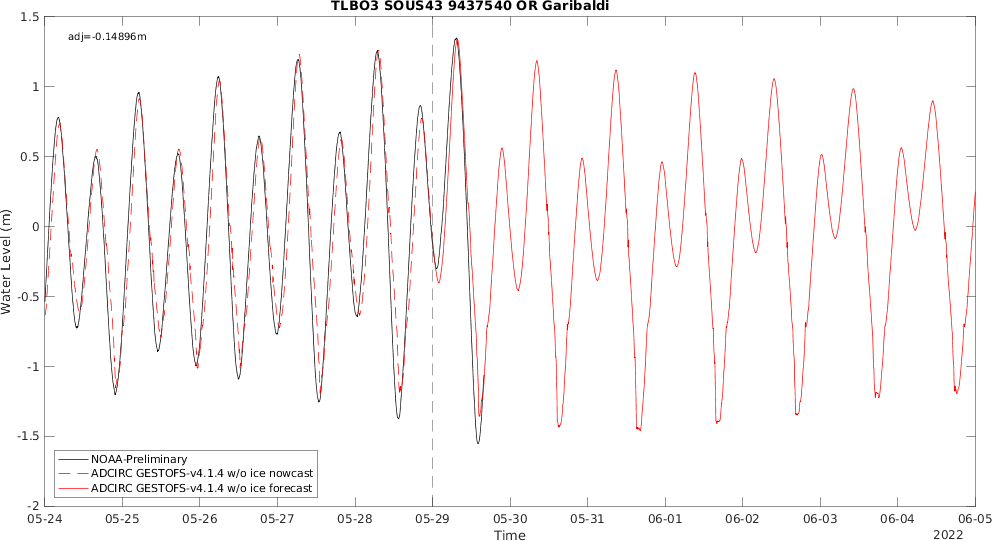 TLBO3 SOUS43 9437540 OR Garibaldi
adj=-0.14896m
1.5
1
0.5
0
-0.5
-1
-1.5
-2
Water Level (m)
NOAA-Preliminary
ADCIRC GESTOFS-v4.1.4 w/o ice nowcast
ADCIRC GESTOFS-v4.1.4 w/o ice forecast
05-24 05-25 05-26 05-27 05-28 05-29 05-30 05-31 06-01 06-02 06-03 06-04 06-05
Time
2022